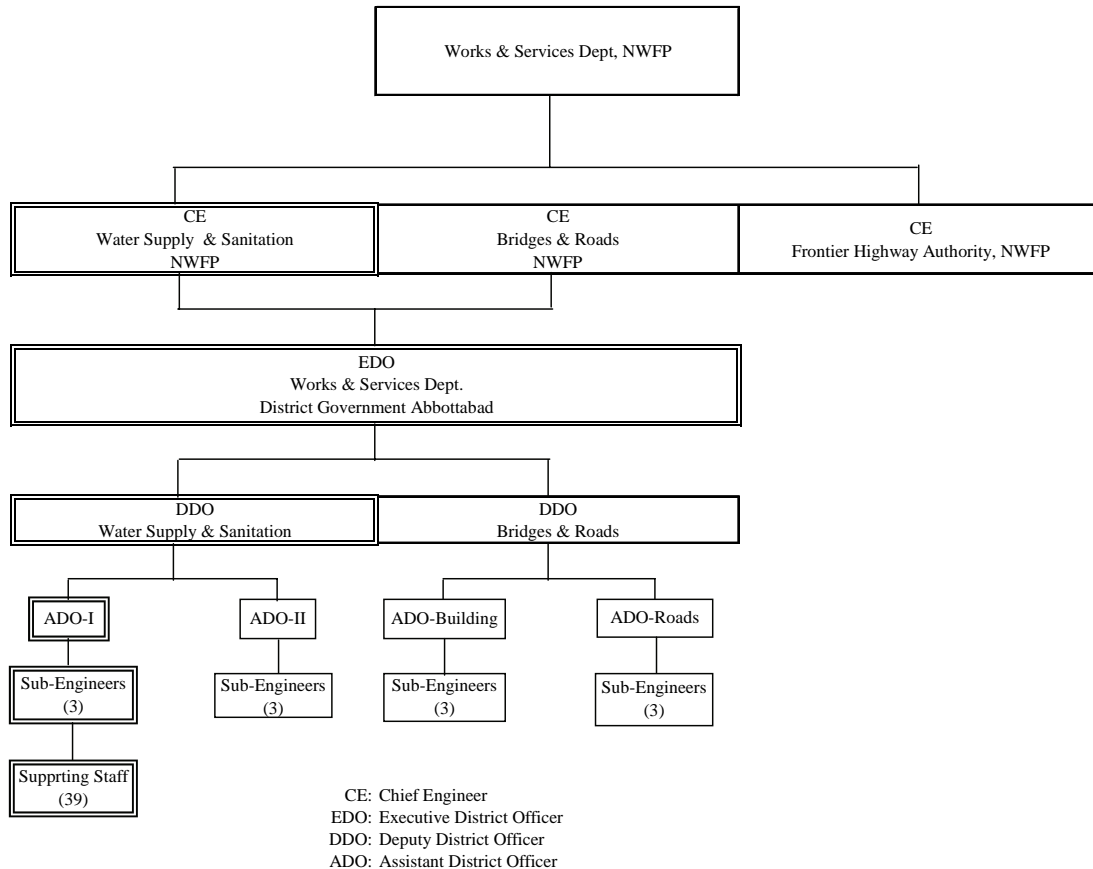 Works & Services Dept, NWFP
CE
Water Supply & Sanitation
NWFP
CE
Bridges & Roads
NWFP
CE
Frontier Highway Authority, NWFP
EDO
Works & Services Dept.
District Government Abbottabad
DDO
Water Supply & Sanitation
DDO
Bridges & Roads
ADO-I
ADO-II
ADO-Building
ADO-Roads
Sub-Engineers
(3)
Sub-Engineers
(3)
Sub-Engineers
(3)
Sub-Engineers
(3)
Supprting Staff
(39)
CE: Chief Engineer
EDO: Executive District Officer
DDO: Deputy District Officer
ADO: Assistant District Officer